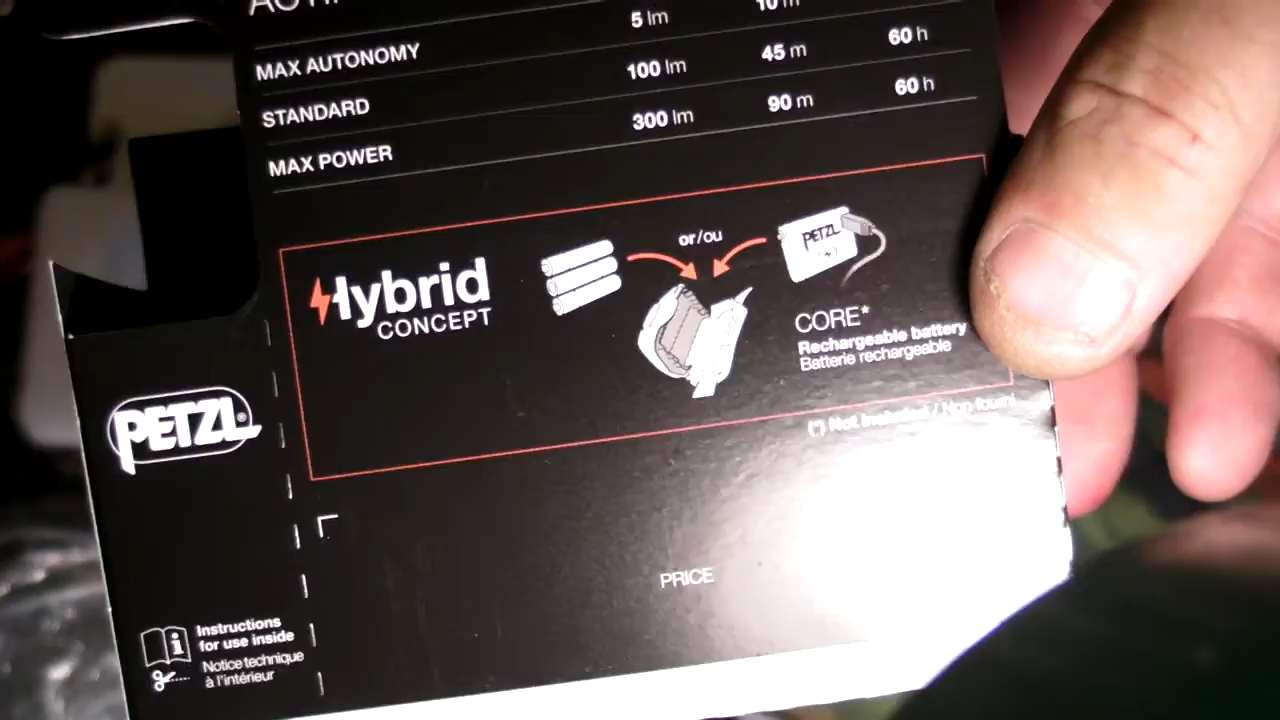 MAX AUTONOMY 5 lm 10 m
STANDARD 100 lm 45 m 60 h
MAX POWER 300 lm 90 m 60 h
Hybrid
CONCEPT
or/ou
PETZL
CORE*
Rechargeable battery
Batterie rechargeable
(*) Not included / Non fourni
PETZL®
PRICE
Instructions
for use inside
Notice technique
à l'intérieur